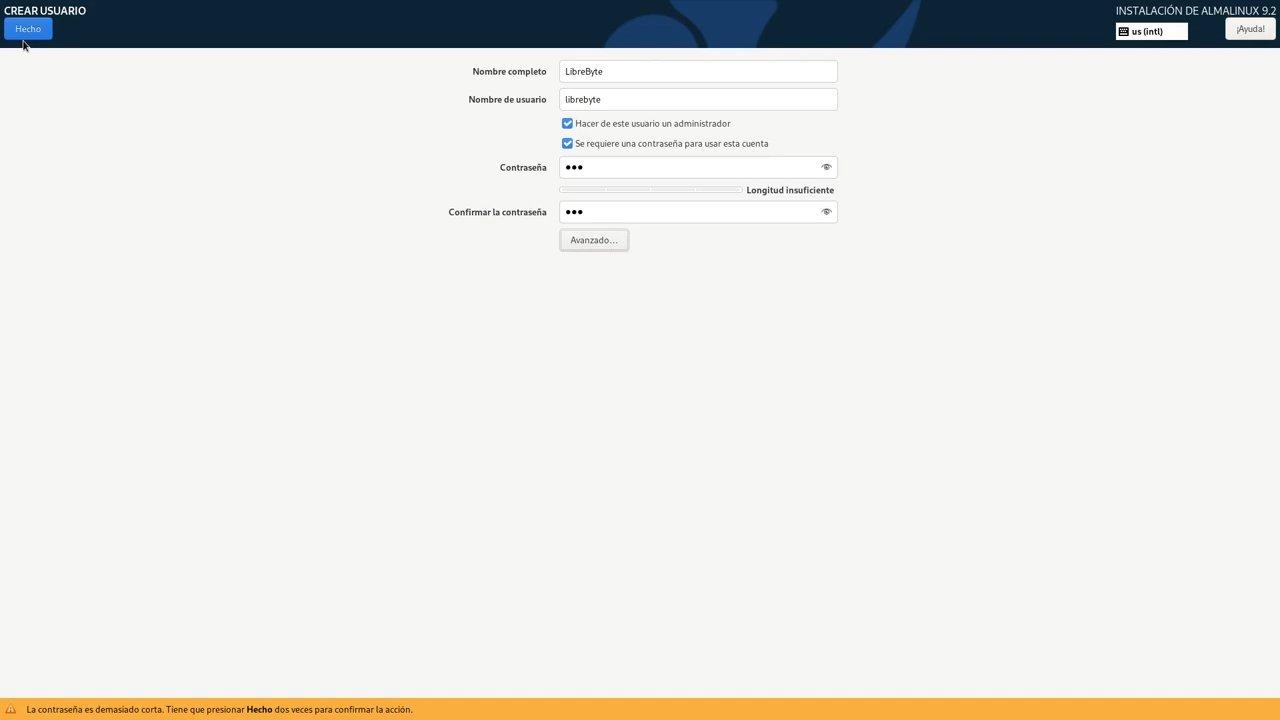 CREAR USUARIO
INSTALACIÓN DE ALMALINUX 9.2
Hecho
us (intl)
¡Ayuda!
Nombre completo
LibreByte
Nombre de usuario
librebyte
Hacer de este usuario un administrador
Se requiere una contraseña para usar esta cuenta
Contraseña
●●●
Longitud insuficiente
Confirmar la contraseña
●●●
Avanzado...
La contraseña es demasiado corta. Tiene que presionar Hecho dos veces para confirmar la acción.